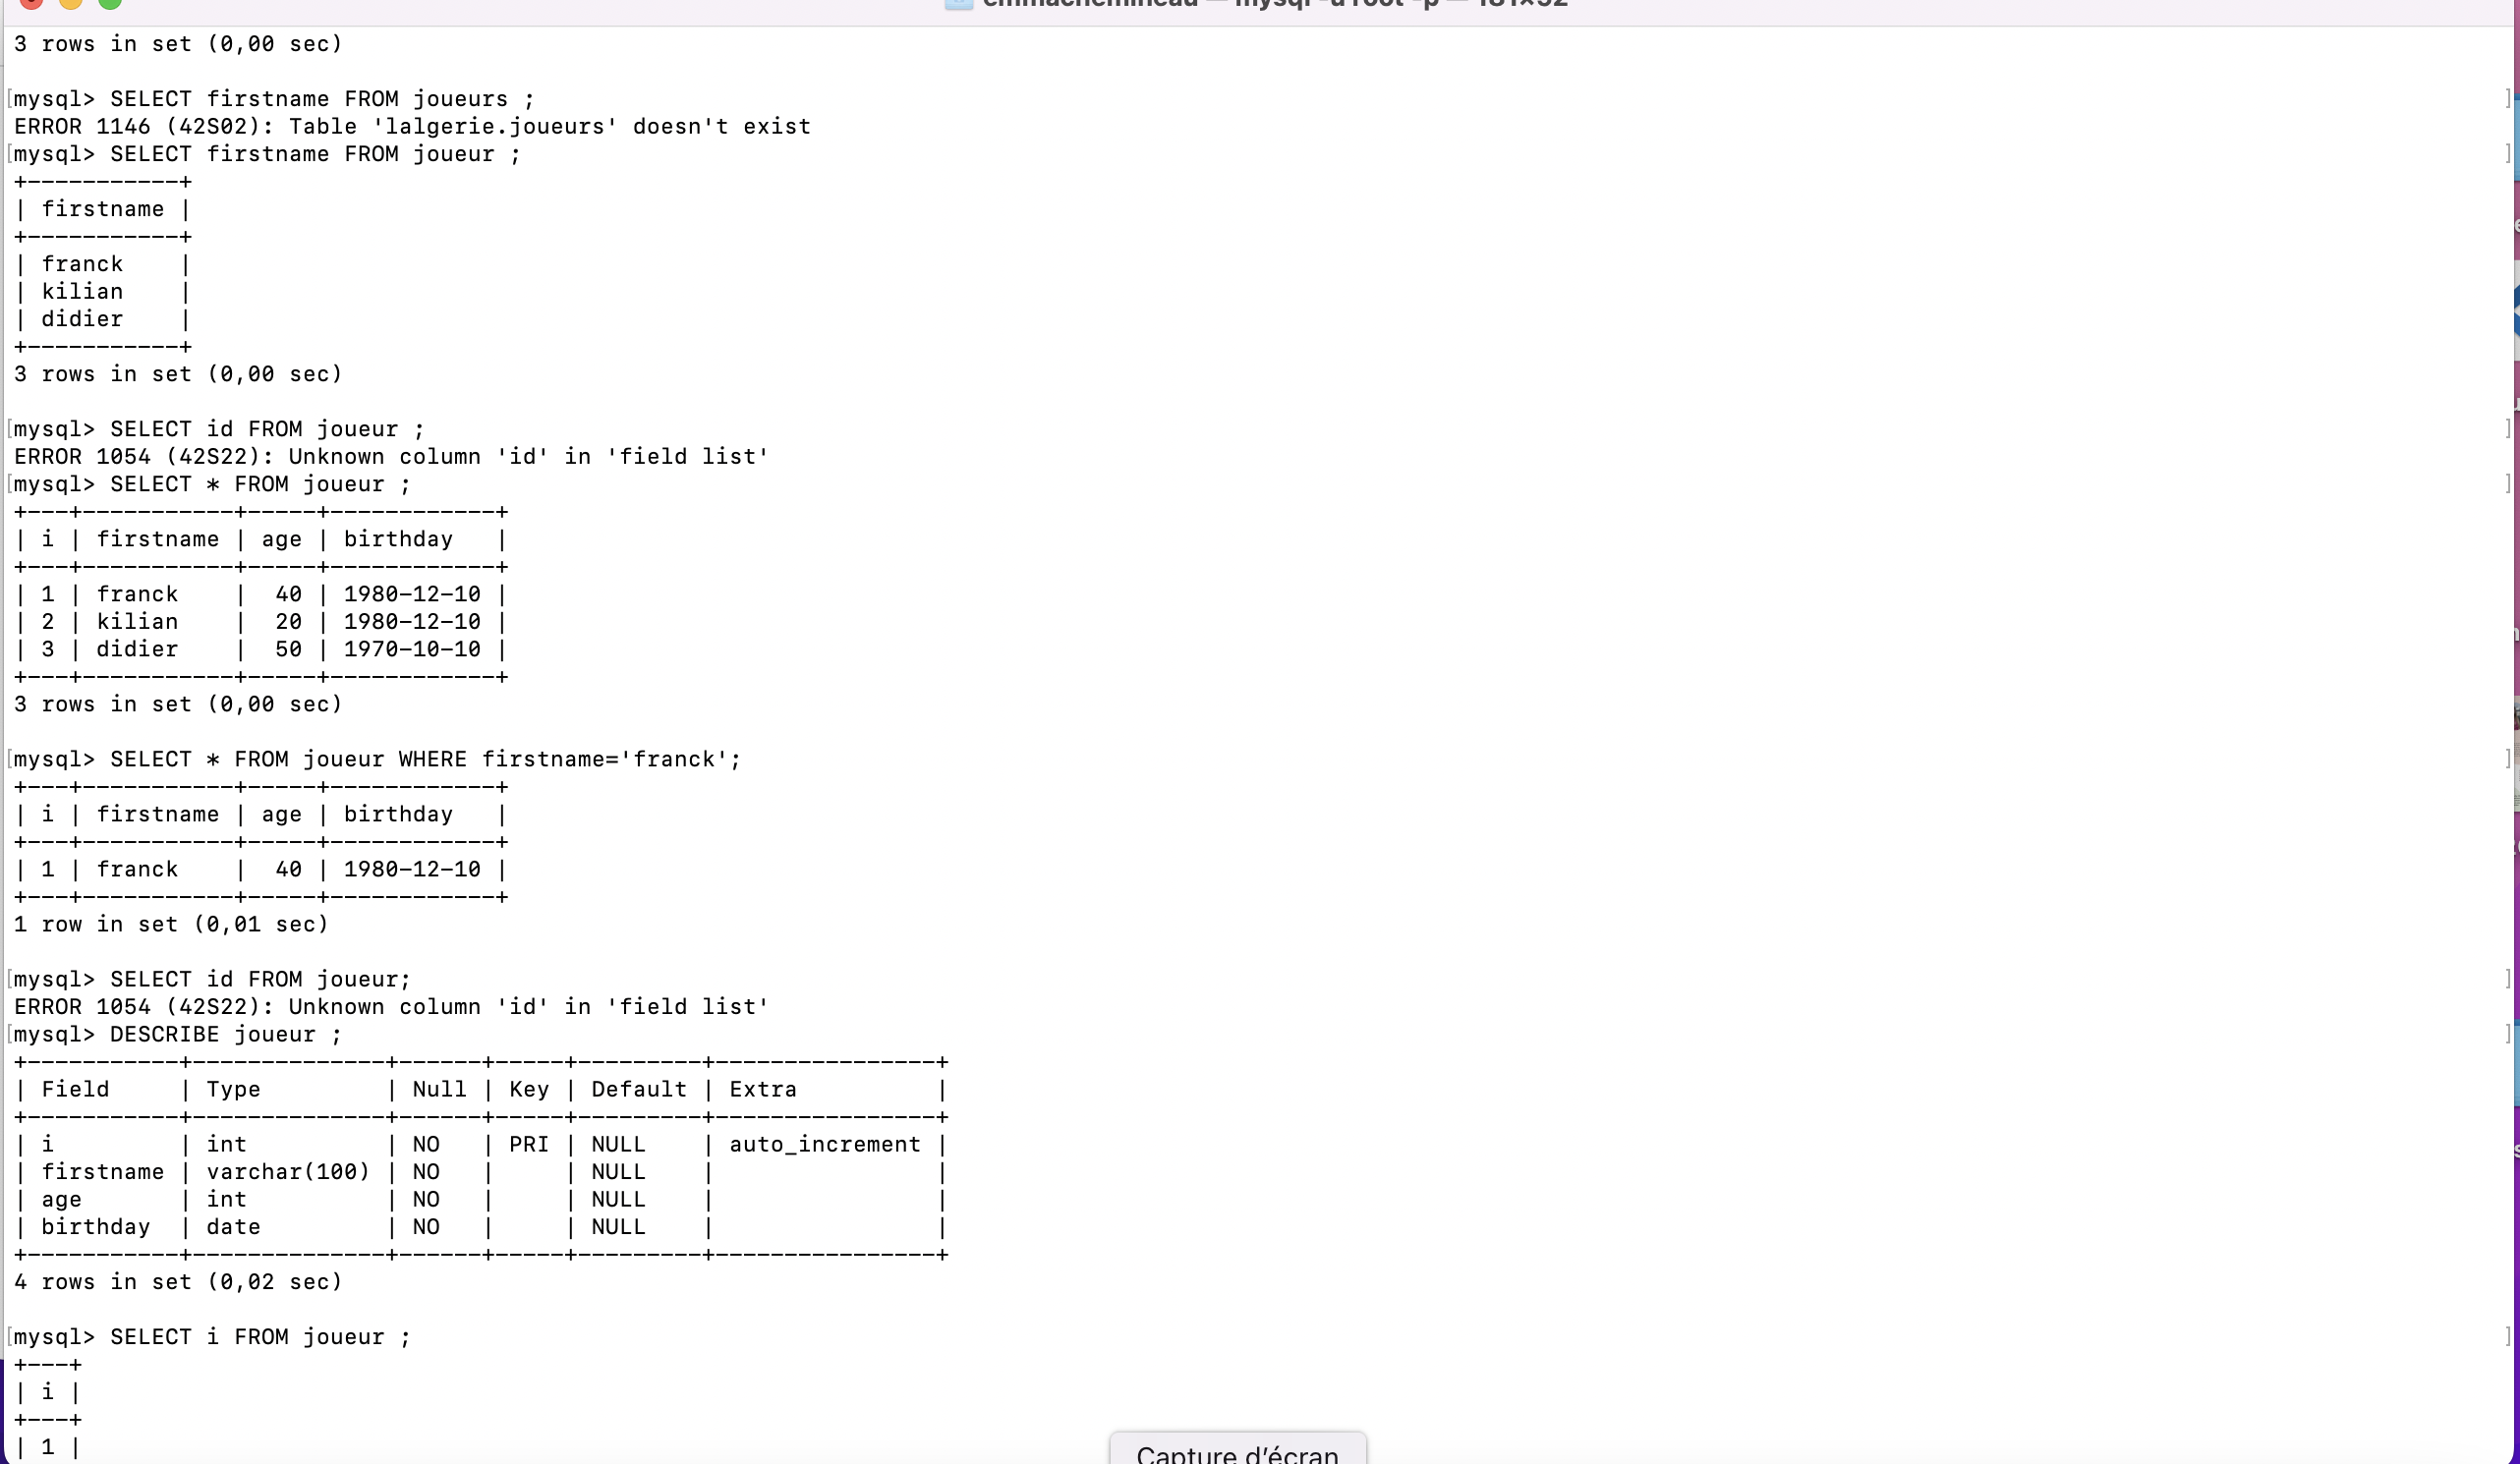 3 rows in set (0,00 sec)
[mysql> SELECT firstname FROM joueurs ; ]
ERROR 1146 (42S02): Table 'lalgerie.joueurs' doesn't exist
[mysql> SELECT firstname FROM joueur ; ]
+-----------+
| firstname |
+-----------+
| franck    |
| kilian    |
| didier    |
+-----------+
3 rows in set (0,00 sec)
[mysql> SELECT id FROM joueur ; ]
ERROR 1054 (42S22): Unknown column 'id' in 'field list'
[mysql> SELECT * FROM joueur ; ]
+---+-----------+-----+------------+
| i | firstname | age | birthday   |
+---+-----------+-----+------------+
| 1 | franck    |  40 | 1980-12-10 |
| 2 | kilian    |  20 | 1980-12-10 |
| 3 | didier    |  50 | 1970-10-10 |
+---+-----------+-----+------------+
3 rows in set (0,00 sec)
[mysql> SELECT * FROM joueur WHERE firstname='franck'; ]
+---+-----------+-----+------------+
| i | firstname | age | birthday   |
+---+-----------+-----+------------+
| 1 | franck    |  40 | 1980-12-10 |
+---+-----------+-----+------------+
1 row in set (0,01 sec)
[mysql> SELECT id FROM joueur; ]
ERROR 1054 (42S22): Unknown column 'id' in 'field list'
[mysql> DESCRIBE joueur ; ]
+-----------+--------------+------+-----+---------+----------------+
| Field     | Type         | Null | Key | Default | Extra          |
+-----------+--------------+------+-----+---------+----------------+
| i         | int          | NO   | PRI | NULL    | auto_increment |
| firstname | varchar(100) | NO   |     | NULL    |                |
| age       | int          | NO   |     | NULL    |                |
| birthday  | date         | NO   |     | NULL    |                |
+-----------+--------------+------+-----+---------+----------------+
4 rows in set (0,02 sec)
[mysql> SELECT i FROM joueur ; ]
+---+
| i |
+---+
| 1 |
Capture d'écran